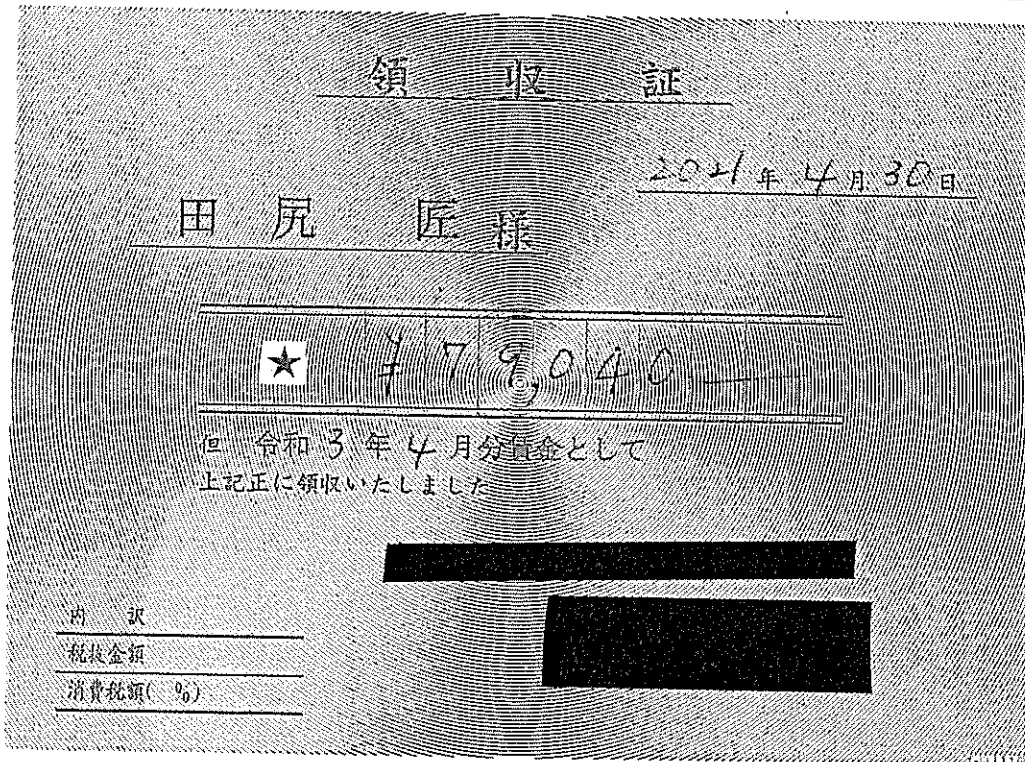 領収証
2021年4月30日
田尻 匠 様
★ ¥79,040―
但 令和3年4月分賃金として
上記正に領収いたしました
内 訳
税抜金額
消費税額( %)